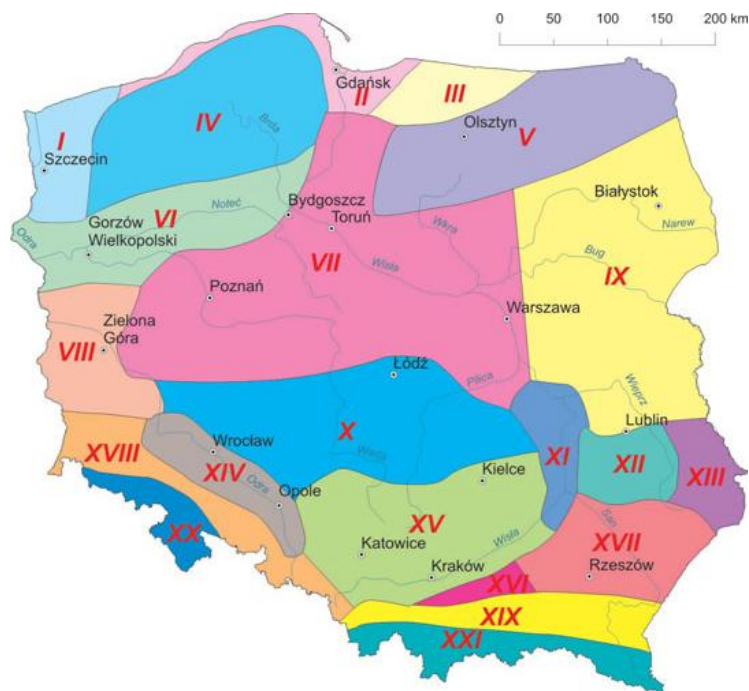 0 50 100 150 200 km
Gdańsk
II
III
I
IV
Brda
Olsztyn
V
Szczecin
Białystok
Bydgoszcz
Toruń
Wkra
Narew
Odra
Noteć
VI
Gorzów
Wielkopolski
VII
Wisła
Bug
IX
Poznań
Warszawa
Zielona
Góra
VIII
Łódź
Pilica
Wieprz
X
Warta
Lublin
XVIII
Wrocław
XIV
Odra
Opole
Kielce
XI
XII
XIII
XX
XV
Wisła
San
XVII
Katowice
Kraków
XVI
Rzeszów
XIX
XXI